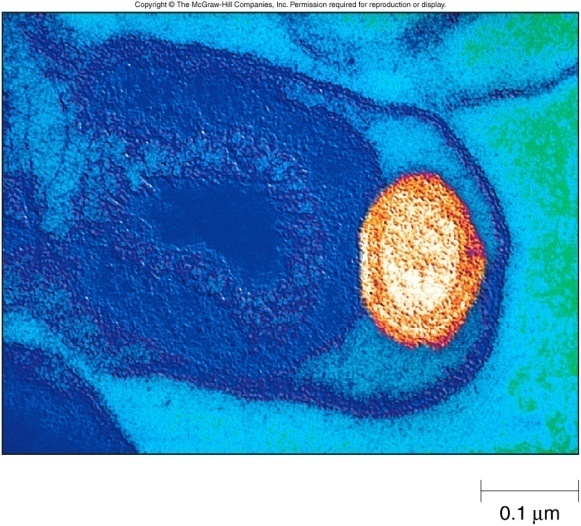 Copyright © The McGraw-Hill Companies, Inc. Permission required for reproduction or display.
0.1 μm